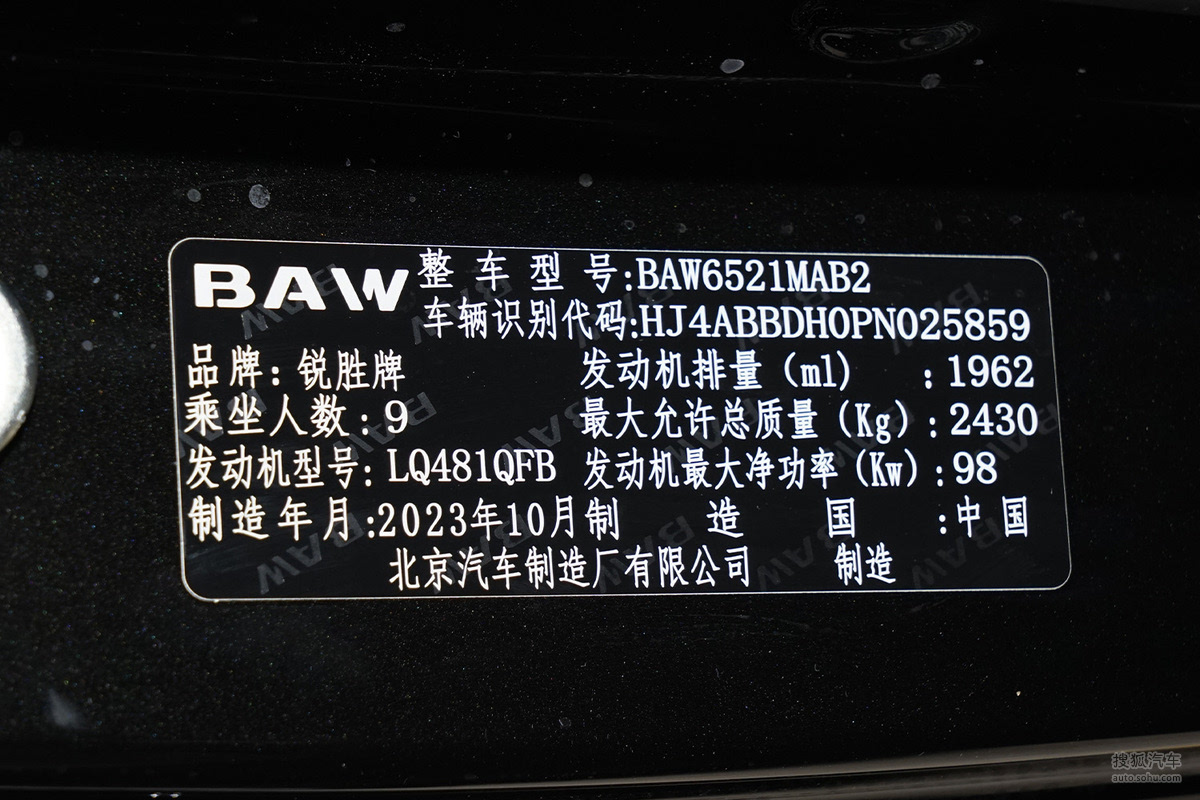 BAW 整车型号:BAW6521MAB2
车辆识别代码:HJ4ABBDH0PN025859
品牌:锐胜牌 发动机排量(ml) :1962
乘坐人数:9 最大允许总质量(Kg):2430
发动机型号:LQ481QFB 发动机最大净功率(Kw):98
制造年月:2023年10月 制造国:中国
北京汽车制造厂有限公司 制造
搜狐汽车
auto.sohu.com